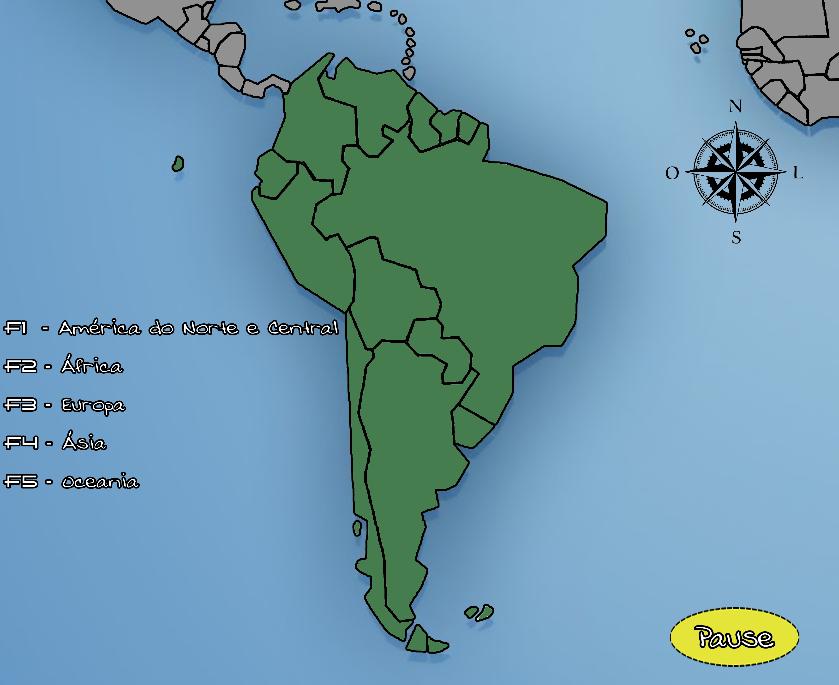 N
O L
S
F1 - América do Norte e Central
F2 - África
F3 - Europa
F4 - Ásia
F5 - Oceania
Pause